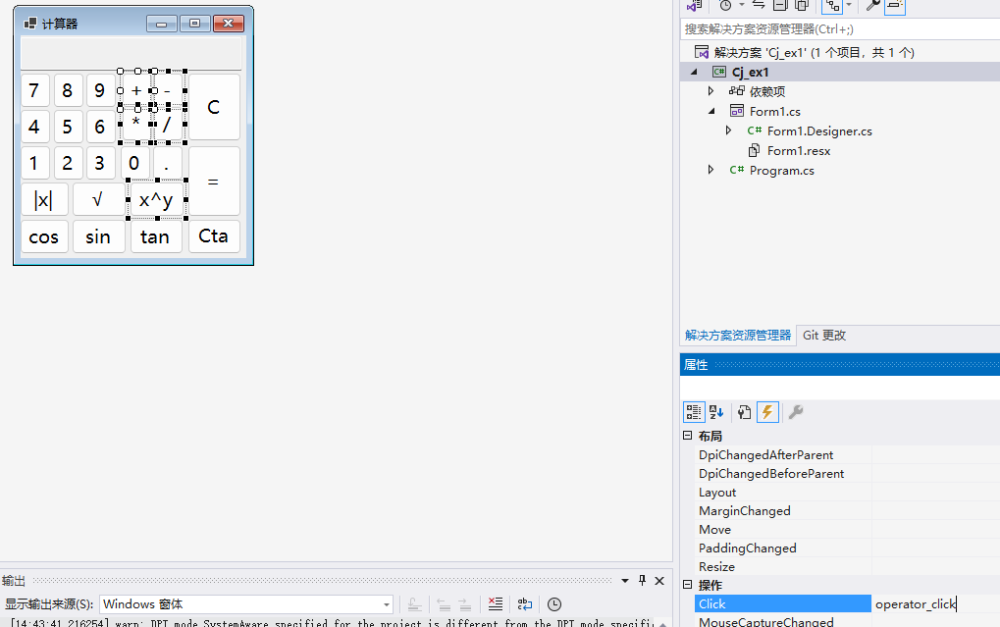 计算器
7 8 9 + - C
4 5 6 * /
1 2 3 0 . =
|x| √ x^y
cos sin tan Cta
搜索解决方案资源管理器(Ctrl+;)
解决方案 'Cj_ex1' (1 个项目，共 1 个)
C# Cj_ex1
依赖项
Form1.cs
C# Form1.Designer.cs
Form1.resx
C# Program.cs
解决方案资源管理器 Git 更改
属性
布局
DpiChangedAfterParent
DpiChangedBeforeParent
Layout
MarginChanged
Move
PaddingChanged
Resize
操作
Click operator_click
MouseCaptureChanged
输出
显示输出来源(S): Windows 窗体
[14:43:41.216254] warn: DPI mode SystemAware specified for the project is different from the DPI mode specifi